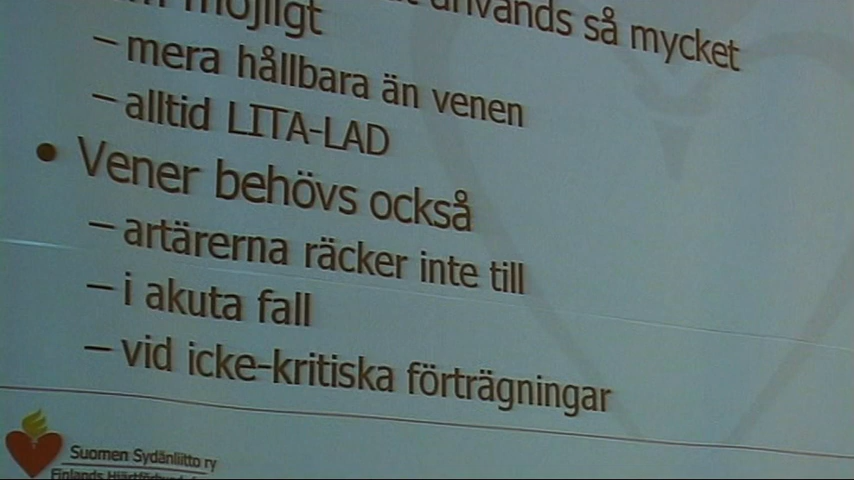 används så mycket
möjligt
– mera hållbara än venen
– alltid LITA-LAD
• Vener behövs också
– artärerna räcker inte till
– i akuta fall
– vid icke-kritiska förträgningar
Suomen Sydänliitto ry
Finlands